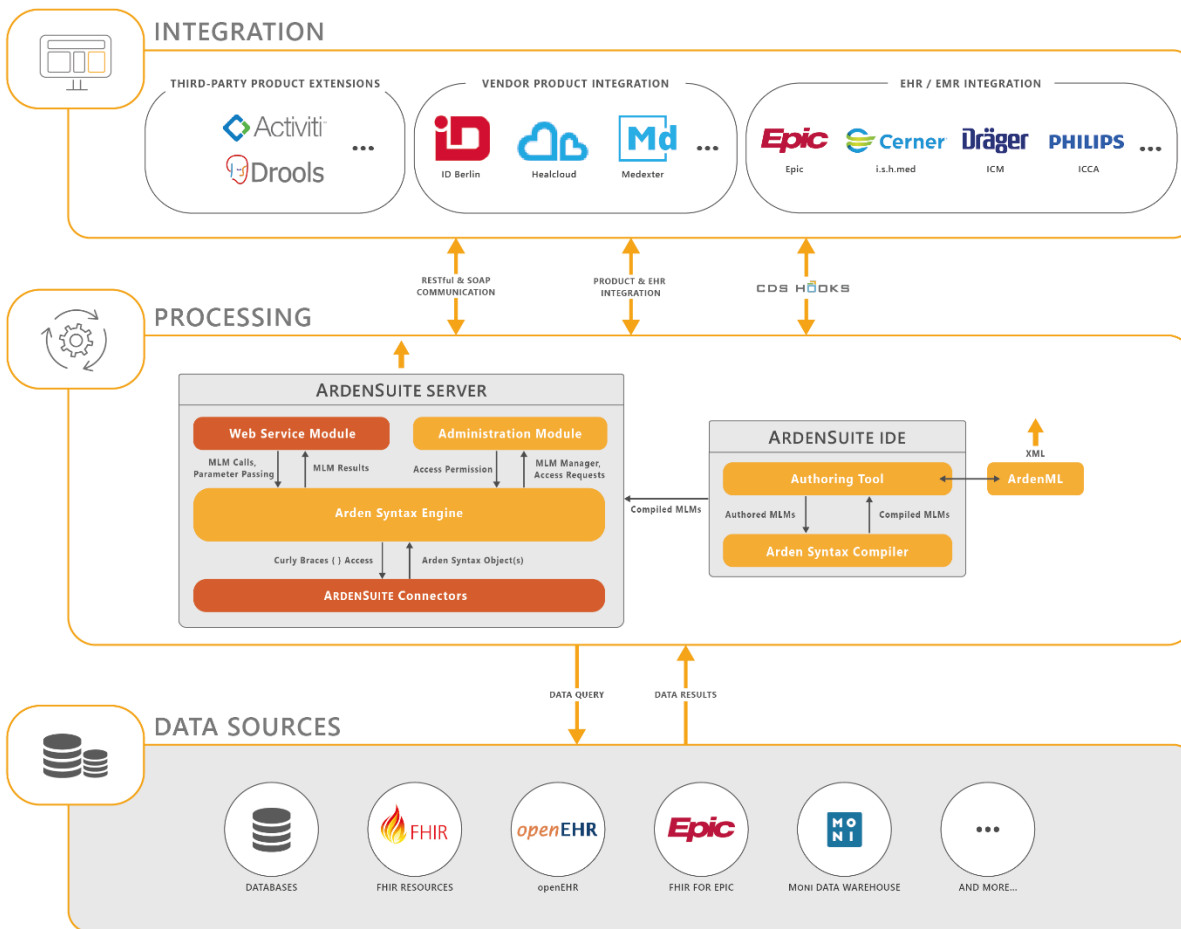 INTEGRATION
THIRD-PARTY PRODUCT EXTENSIONS
VENDOR PRODUCT INTEGRATION
EHR / EMR INTEGRATION
Activiti
Drools
...
iD
ID Berlin
Healcloud
Md
Medexter
...
Epic
Epic
Cerner
i.s.h.med
Dräger
ICM
PHILIPS
ICCA
...
RESTful & SOAP
COMMUNICATION
PRODUCT & EHR
INTEGRATION
CDS HOOKS
PROCESSING
ARDENSUITE SERVER
Web Service Module
Administration Module
MLM Calls,
Parameter Passing
MLM Results
Access Permission
MLM Manager,
Access Requests
Arden Syntax Engine
Curly Braces { } Access
Arden Syntax Object(s)
ARDENSUITE Connectors
Compiled MLMs
ARDENSUITE IDE
Authoring Tool
Authored MLMs
Compiled MLMs
Arden Syntax Compiler
XML
ArdenML
DATA QUERY
DATA RESULTS
DATA SOURCES
DATABASES
FHIR
FHIR RESOURCES
openEHR
openEHR
Epic
FHIR FOR EPIC
MONI
MONI DATA WAREHOUSE
...
AND MORE...